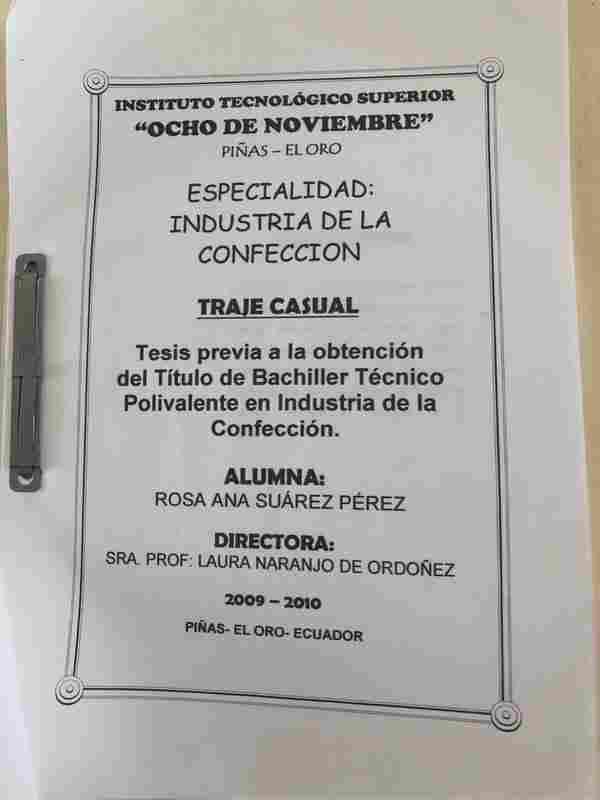 INSTITUTO TECNOLÓGICO SUPERIOR
“OCHO DE NOVIEMBRE”
PIÑAS – EL ORO
ESPECIALIDAD:
INDUSTRIA DE LA
CONFECCION
TRAJE CASUAL
Tesis previa a la obtención
del Título de Bachiller Técnico
Polivalente en Industria de la
Confección.
ALUMNA:
ROSA ANA SUÁREZ PÉREZ
DIRECTORA:
SRA. PROF: LAURA NARANJO DE ORDOÑEZ
2009 – 2010
PIÑAS- EL ORO- ECUADOR